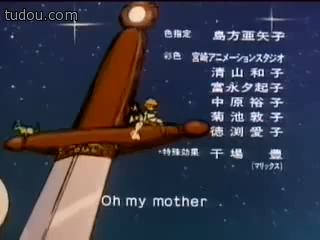 tudou.com
色指定 島方亜矢子
彩色 宮崎アニメーションスタジオ
清山和子
富永夕起子
中原裕子
菊池敦子
徳渕愛子
・特殊効果 干場 豊
(マリックス)
Oh my mother